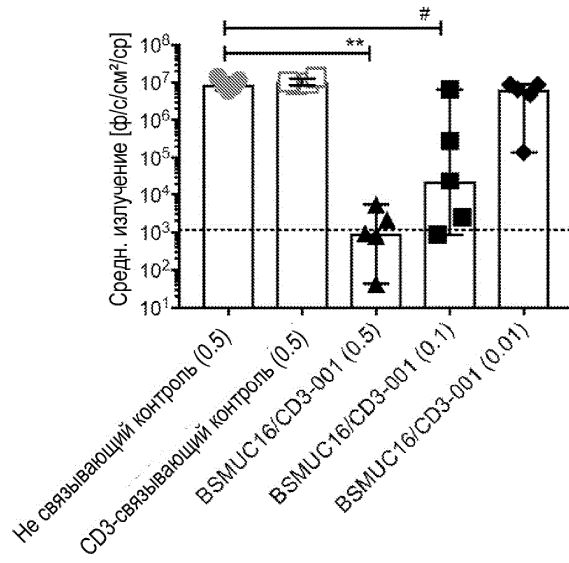 #
**
Средн. излучение [ф/с/см²/ср]
10⁸
10⁷
10⁶
10⁵
10⁴
10³
10²
10¹
Не связывающий контроль (0.5)
CD3-связывающий контроль (0.5)
BSMUC16/CD3-001 (0.5)
BSMUC16/CD3-001 (0.1)
BSMUC16/CD3-001 (0.01)